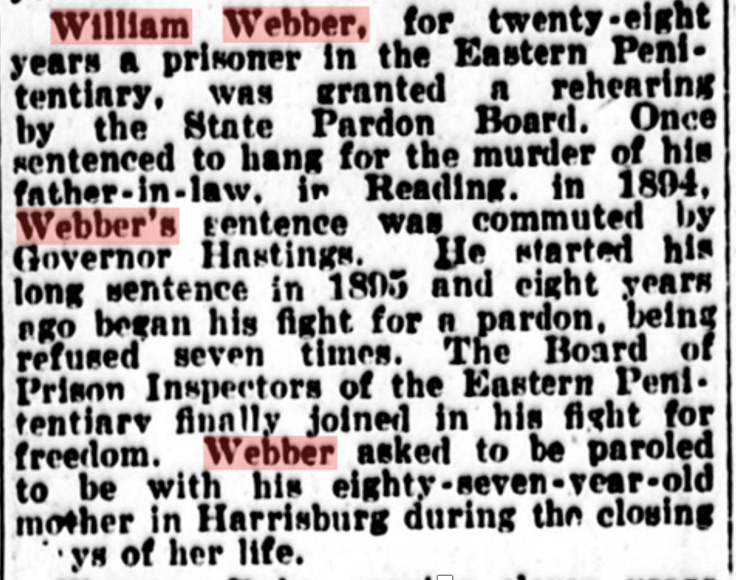 William Webber, for twenty-eight
years a prisoner in the Eastern Peni-
tentiary, was granted a rehearing
by the State Pardon Board. Once
sentenced to hang for the murder of his
father-in-law, in Reading, in 1894,
Webber's sentence was commuted by
Governor Hastings. He started his
long sentence in 1895 and eight years
ago began his fight for a pardon, being
refused seven times. The Board of
Prison Inspectors of the Eastern Peni-
tentiary finally joined in his fight for
freedom. Webber asked to be paroled
to be with his eighty-seven-year-old
mother in Harrisburg during the closing
ys of her life.